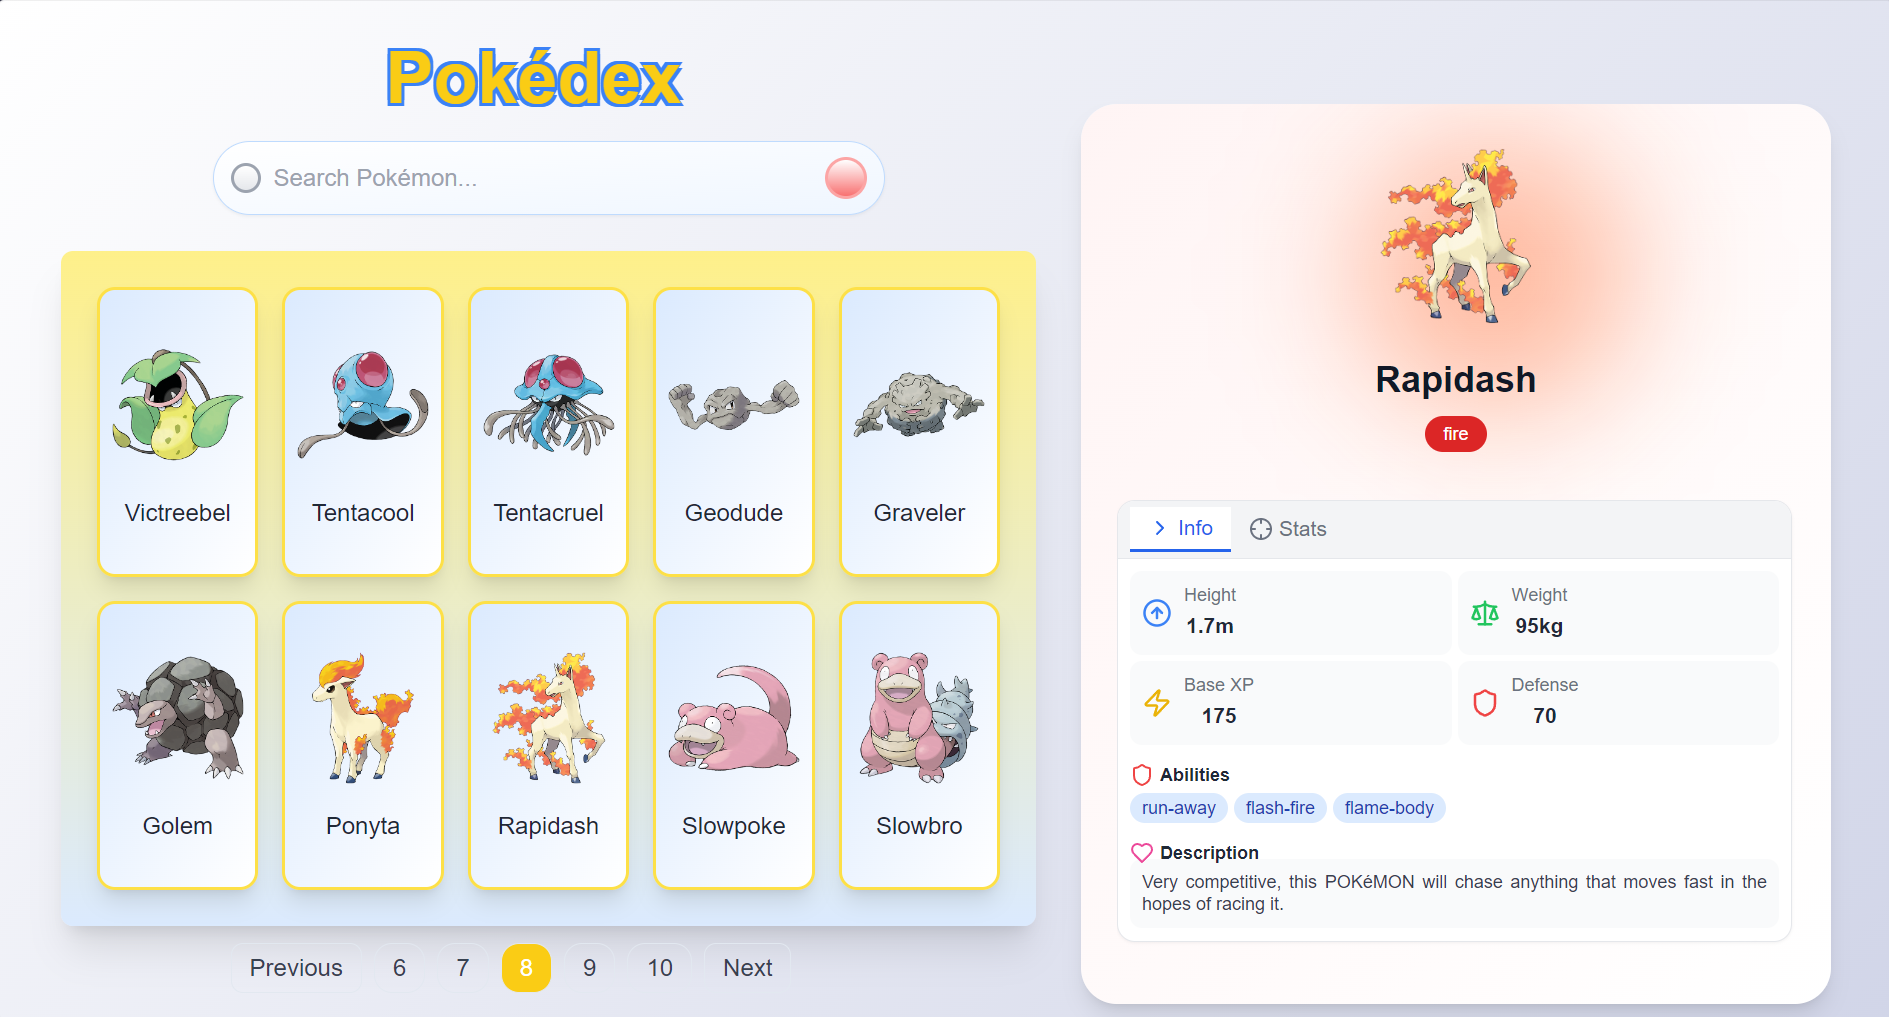 Pokédex
Search Pokémon...
Victreebel
Tentacool
Tentacruel
Geodude
Graveler
Golem
Ponyta
Rapidash
Slowpoke
Slowbro
Previous
6
7
8
9
10
Next
Rapidash
fire
Info
Stats
Height
1.7m
Weight
95kg
Base XP
175
Defense
70
Abilities
run-away
flash-fire
flame-body
Description
Very competitive, this POKéMON will chase anything that moves fast in the
hopes of racing it.